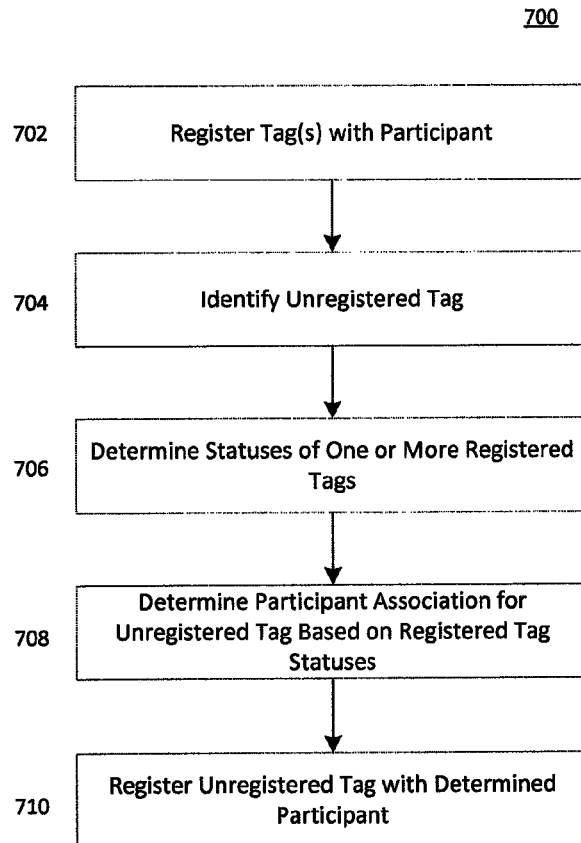 700
702
Register Tag(s) with Participant
704
Identify Unregistered Tag
706
Determine Statuses of One or More Registered
Tags
708
Determine Participant Association for
Unregistered Tag Based on Registered Tag
Statuses
710
Register Unregistered Tag with Determined
Participant